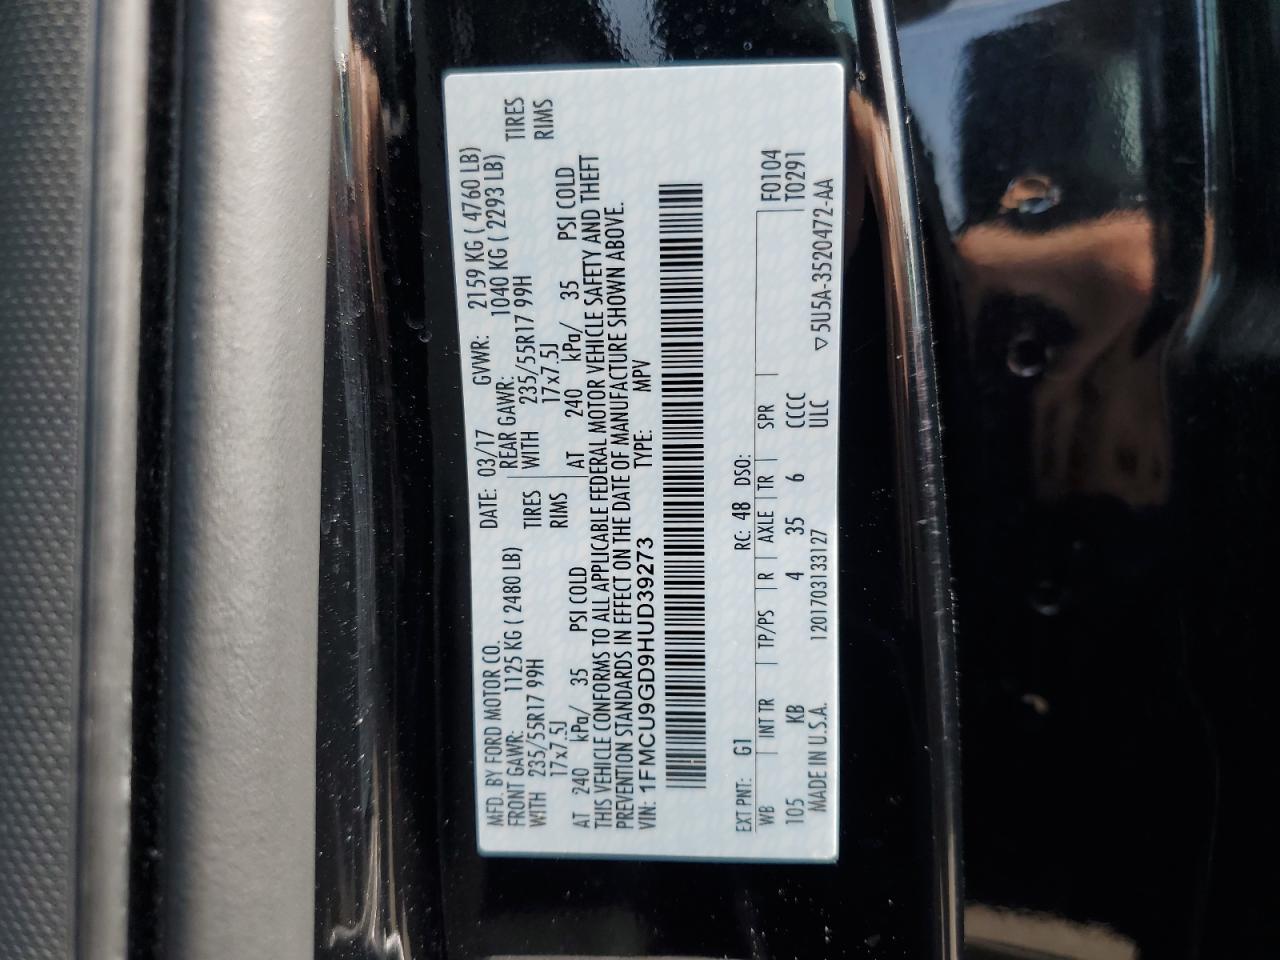 MFD. BY FORD MOTOR CO. DATE: 03/17 GVWR: 2159 KG ( 4760 LB)
FRONT GAWR: 1125 KG ( 2480 LB) REAR GAWR: 1040 KG ( 2293 LB)
WITH 235/55R17 99H TIRES WITH 235/55R17 99H TIRES
17x7.5J RIMS 17x7.5J RIMS
AT 240 kPa/ 35 PSI COLD AT 240 kPa/ 35 PSI COLD
THIS VEHICLE CONFORMS TO ALL APPLICABLE FEDERAL MOTOR VEHICLE SAFETY AND THEFT
PREVENTION STANDARDS IN EFFECT ON THE DATE OF MANUFACTURE SHOWN ABOVE.
VIN: 1FMCU9GD9HUD39273 TYPE: MPV
EXT PNT: G1 RC: 48 DSO:
WB INT TR TP/PS R AXLE TR SPR F0104
105 KB 4 35 6 CCCC T0291
MADE IN U.S.A. 1201703133127 ULC ▽5U5A-3520472-AA